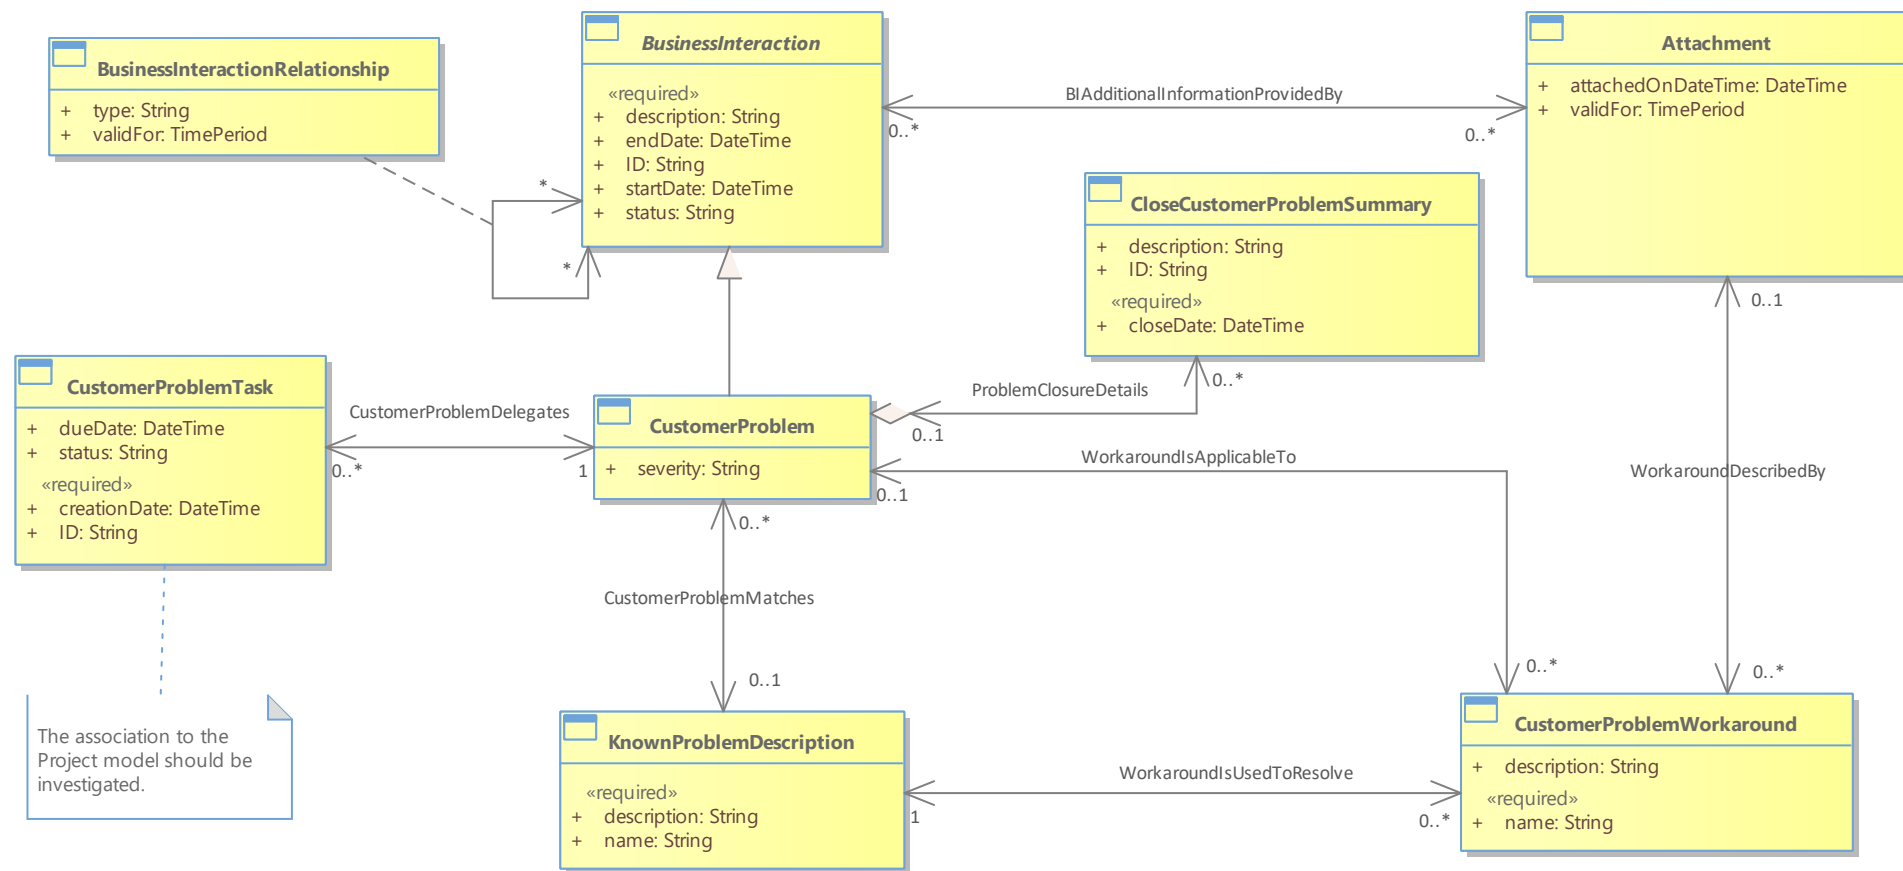 BusinessInteractionRelationship
+ type: String
+ validFor: TimePeriod
BusinessInteraction
«required»
+ description: String
+ endDate: DateTime
+ ID: String
+ startDate: DateTime
+ status: String
*
*
BIAdditionalInformationProvidedBy
0..*
0..*
Attachment
+ attachedOnDateTime: DateTime
+ validFor: TimePeriod
CloseCustomerProblemSummary
+ description: String
+ ID: String
«required»
+ closeDate: DateTime
0..1
CustomerProblemTask
+ dueDate: DateTime
+ status: String
«required»
+ creationDate: DateTime
+ ID: String
CustomerProblemDelegates
0..*
1
CustomerProblem
+ severity: String
ProblemClosureDetails
0..*
0..1
WorkaroundIsApplicableTo
0..1
0..*
WorkaroundDescribedBy
0..*
0..*
CustomerProblemMatches
0..1
The association to the
Project model should be
investigated.
KnownProblemDescription
«required»
+ description: String
+ name: String
WorkaroundIsUsedToResolve
1
0..*
CustomerProblemWorkaround
+ description: String
«required»
+ name: String